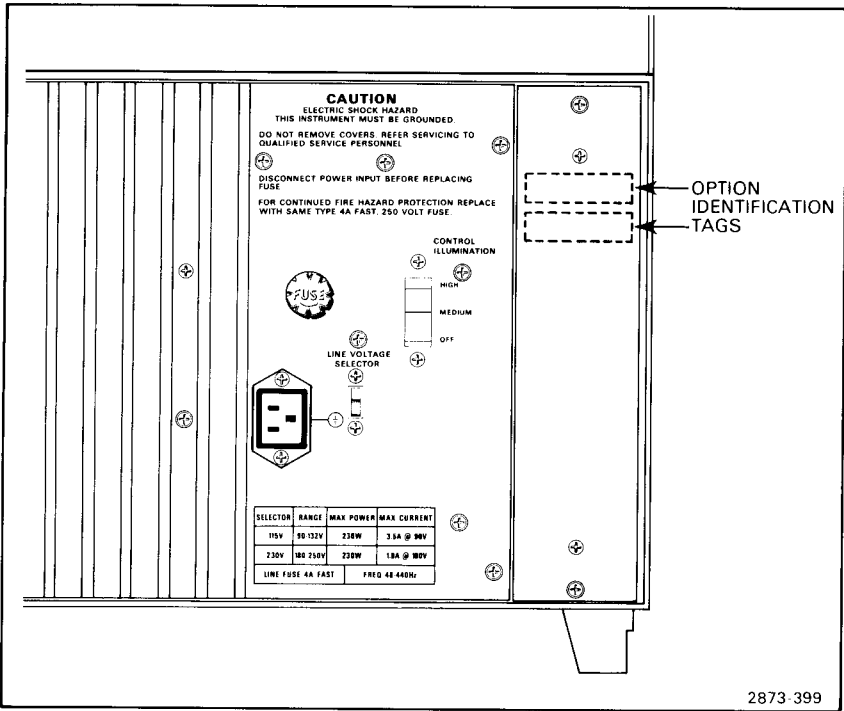 CAUTION
ELECTRIC SHOCK HAZARD
THIS INSTRUMENT MUST BE GROUNDED.
DO NOT REMOVE COVERS. REFER SERVICING TO
QUALIFIED SERVICE PERSONNEL
DISCONNECT POWER INPUT BEFORE REPLACING
FUSE
FOR CONTINUED FIRE HAZARD PROTECTION REPLACE
WITH SAME TYPE 4A FAST, 250 VOLT FUSE.
OPTION
IDENTIFICATION
TAGS
CONTROL
ILLUMINATION
HIGH
MEDIUM
OFF
FUSE
LINE VOLTAGE
SELECTOR
SELECTOR RANGE MAX POWER MAX CURRENT
115V 90-132V 230W 3.5A @ 90V
230V 180-250V 230W 1.8A @ 180V
LINE FUSE 4A FAST FREQ 48-440Hz
2873-399